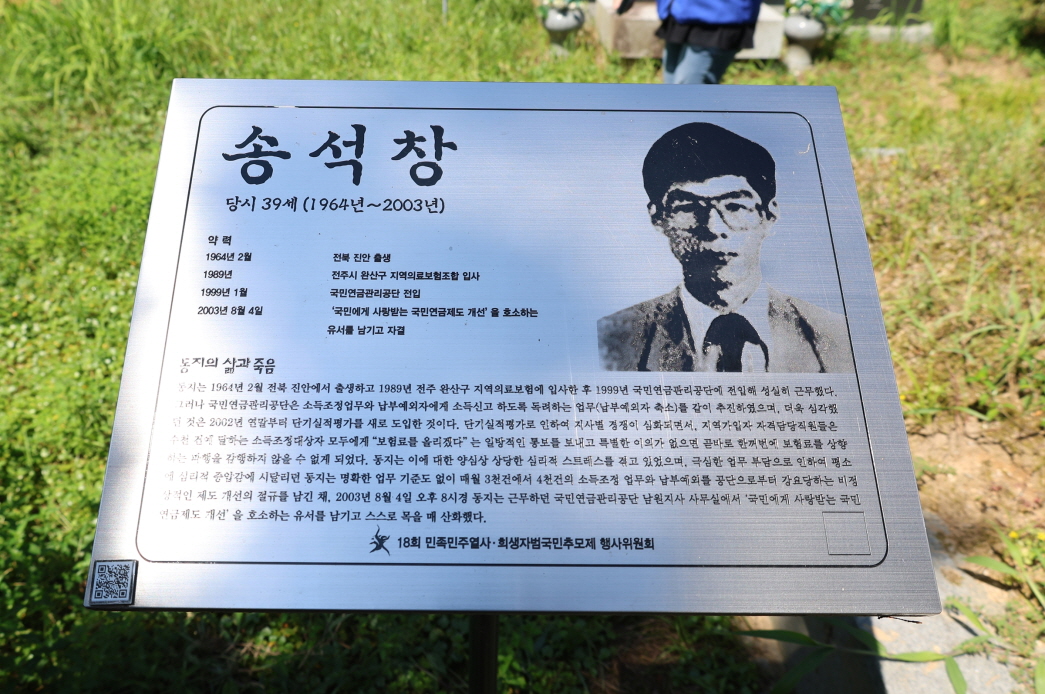 송석창
당시 39세 (1964년~2003년)
약 력
1964년 2월 전북 진안 출생
1989년 전주시 완산구 지역의료보험조합 입사
1999년 1월 국민연금관리공단 전입
2003년 8월 4일 '국민에게 사랑받는 국민연금제도 개선' 을 호소하는
유서를 남기고 자결
동지의 삶과 죽음
동지는 1964년 2월 전북 진안에서 출생하고 1989년 전주 완산구 지역의료보험에 입사한 후 1999년 국민연금관리공단에 전입해 성실히 근무했다.
그러나 국민연금관리공단은 소득조정업무와 납부예외자에게 소득신고 하도록 독려하는 업무(납부예외자 축소)를 같이 추진하였으며, 더욱 심각했
던 것은 2002년 연말부터 단기실적평가를 새로 도입한 것이다. 단기실적평가로 인하여 지사별 경쟁이 심화되면서, 지역가입자 자격담당직원들은
수천 건에 달하는 소득조정대상자 모두에게 "보험료를 올리겠다" 는 일방적인 통보를 보내고 특별한 이의가 없으면 곧바로 한꺼번에 보험료를 상향
하는 파행을 감행하지 않을 수 없게 되었다. 동지는 이에 대한 양심상 상당한 심리적 스트레스를 겪고 있었으며, 극심한 업무 부담으로 인하여 평소
에 심리적 중압감에 시달리던 동지는 명확한 업무 기준도 없이 매월 3천건에서 4천건의 소득조정 업무와 납부예외를 공단으로부터 강요당하는 비정
상적인 제도 개선의 절규를 남긴 채, 2003년 8월 4일 오후 8시경 동지는 근무하던 국민연금관리공단 남원지사 사무실에서 '국민에게 사랑받는 국민
연금제도 개선' 을 호소하는 유서를 남기고 스스로 목을 매 산화했다.
18회 민족민주열사·희생자범국민추모제 행사위원회